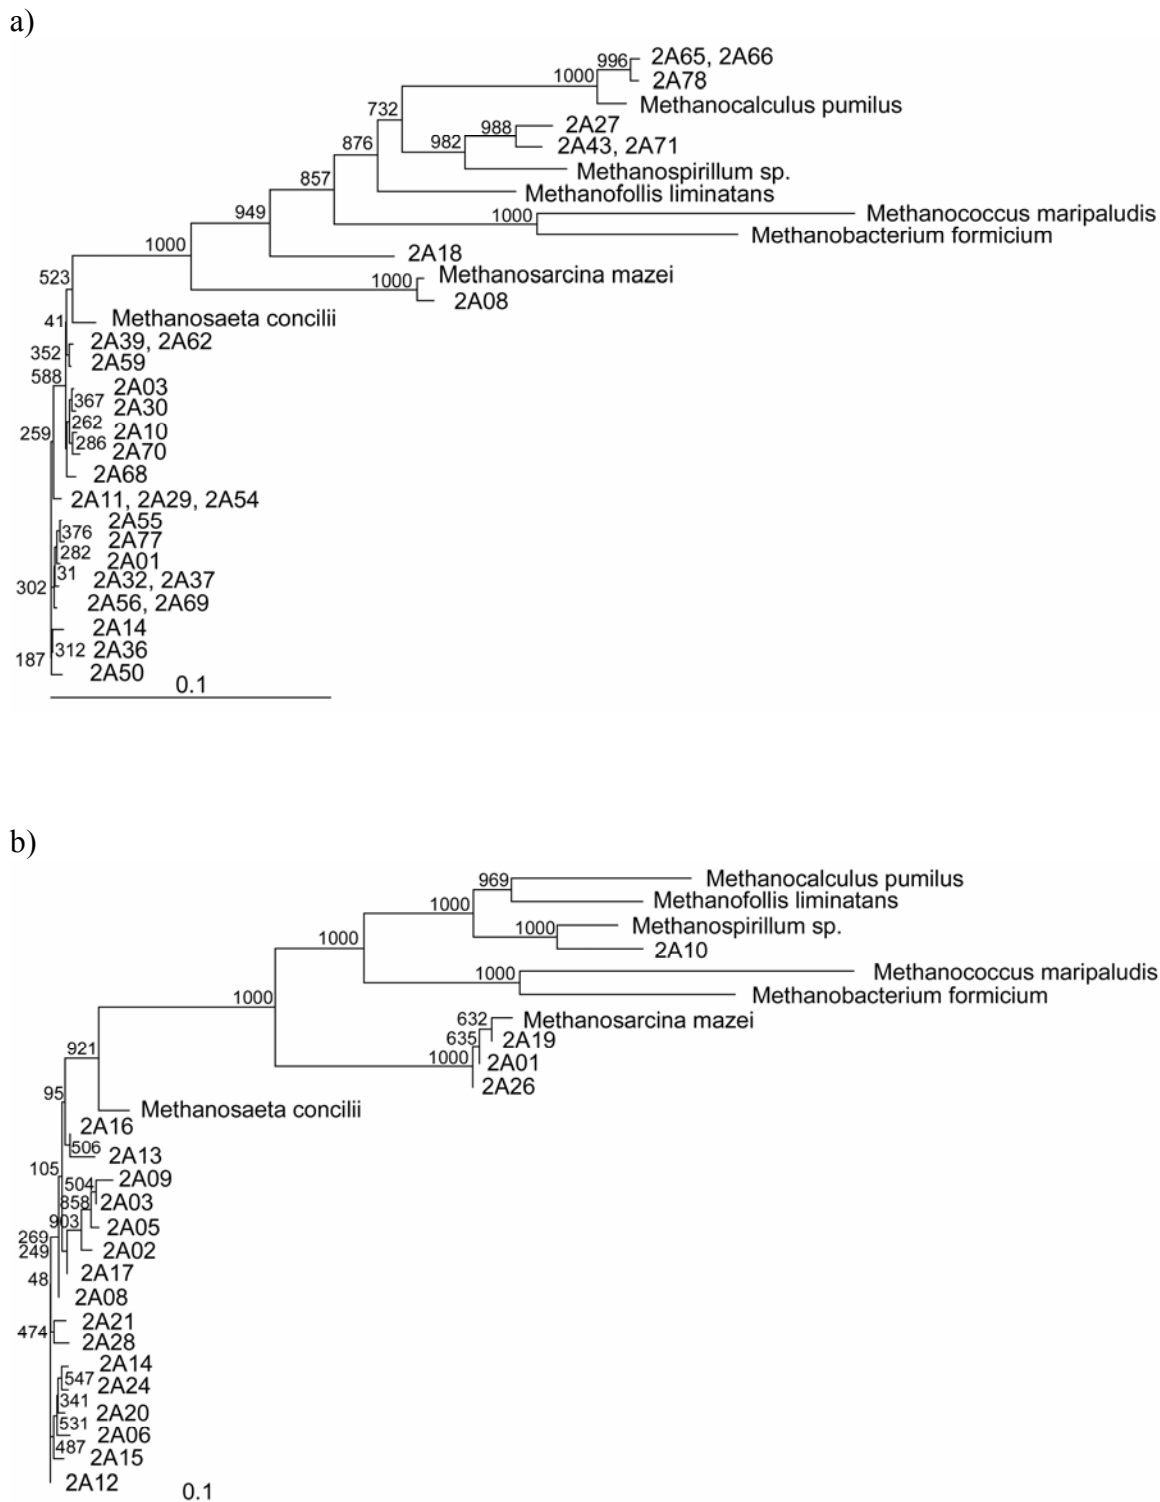 a)
996 2A65, 2A66
1000 2A78
Methanocalculus pumilus
732
988 2A27
876 982 2A43, 2A71
Methanospirillum sp.
857
Methanofollis liminatans
949 1000 Methanococcus maripaludis
Methanobacterium formicium
1000 2A18
523 1000 Methanosarcina mazei
2A08
41 Methanosaeta concilii
2A39, 2A62
352 2A59
588
2A03
367 2A30
262
259 2A10
286 2A70
2A68
2A11, 2A29, 2A54
2A55
376 2A77
282 2A01
31 2A32, 2A37
302
2A56, 2A69
2A14
312 2A36
187
2A50
0.1
b)
969 Methanocalculus pumilus
1000 Methanofollis liminatans
1000 Methanospirillum sp.
1000 2A10
1000 Methanococcus maripaludis
1000 Methanobacterium formicium
632 Methanosarcina mazei
635 2A19
921 1000 2A01
2A26
95
Methanosaeta concilii
2A16
506 2A13
105
504 2A09
858 2A03
903 2A05
269
249 2A02
48 2A17
2A08
474 2A21
2A28
2A14
547 2A24
341
2A20
531
2A06
487
2A15
2A12
0.1